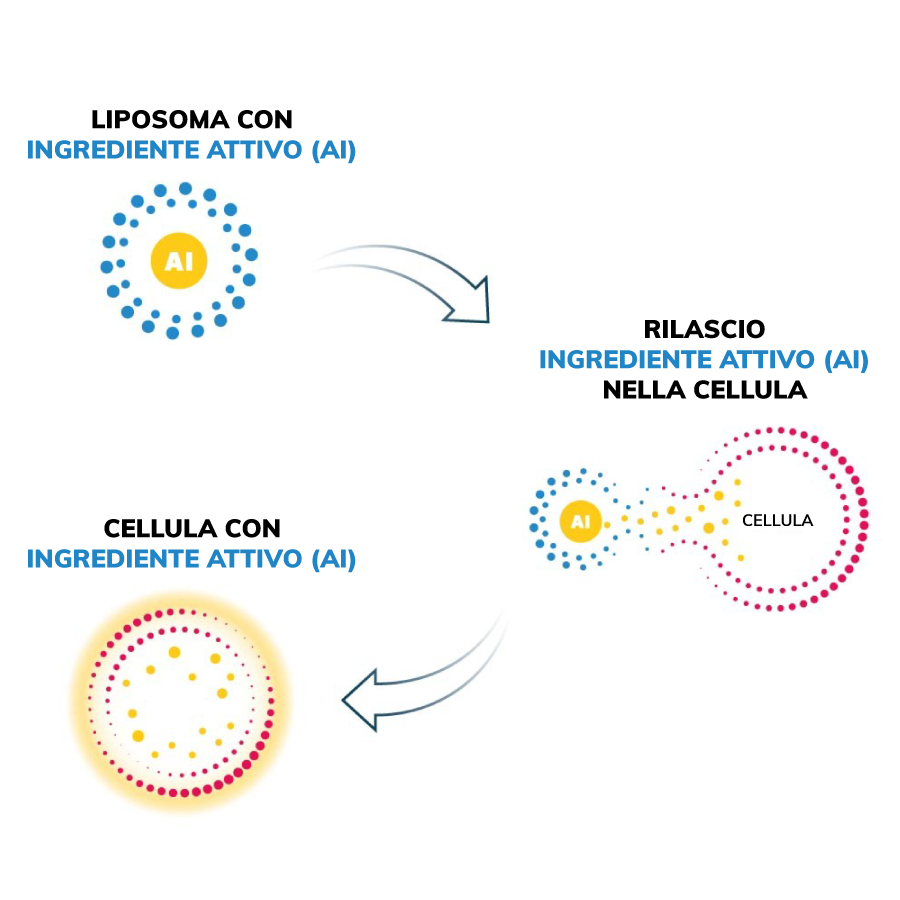 LIPOSOMA CON
INGREDIENTE ATTIVO (AI)
AI
RILASCIO
INGREDIENTE ATTIVO (AI)
NELLA CELLULA
AI
CELLULA
CELLULA CON
INGREDIENTE ATTIVO (AI)